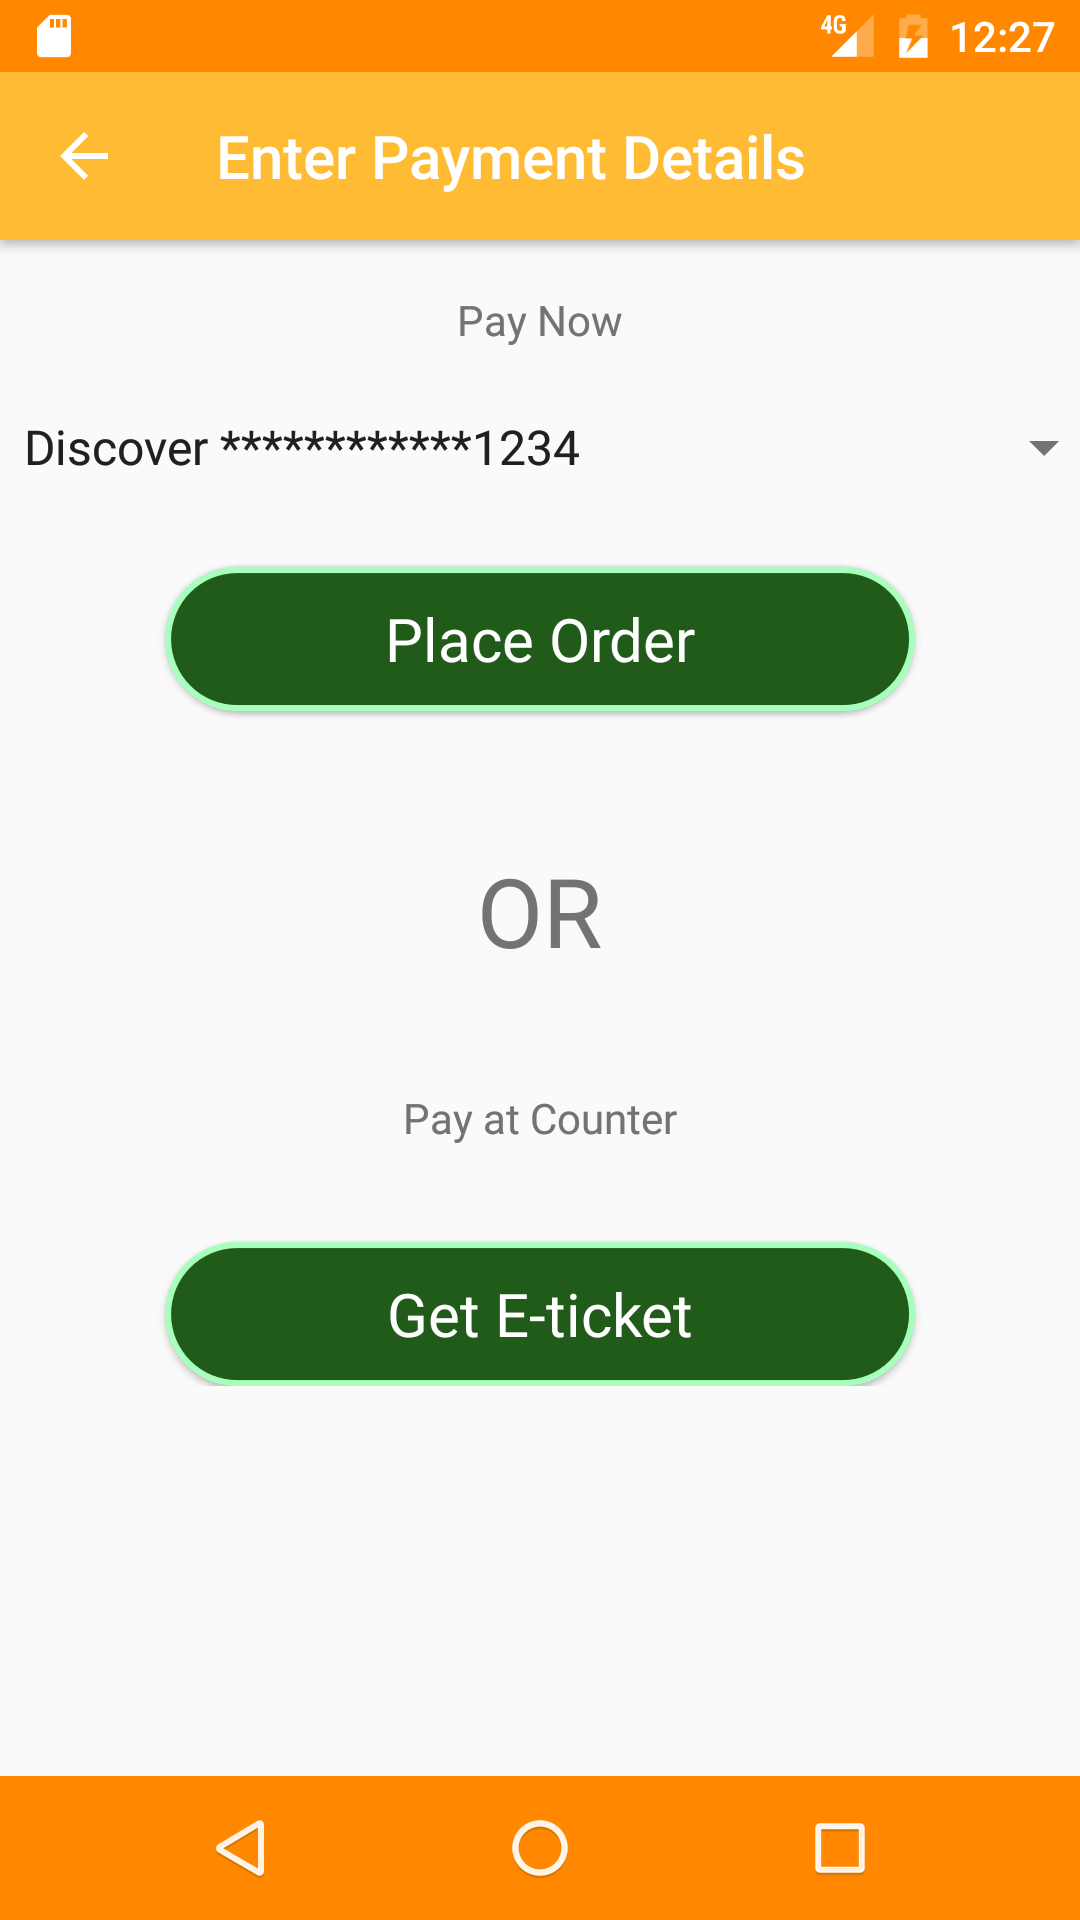 4G 12:27
Enter Payment Details
Pay Now
Discover ************1234
Place Order
OR
Pay at Counter
Get E-ticket